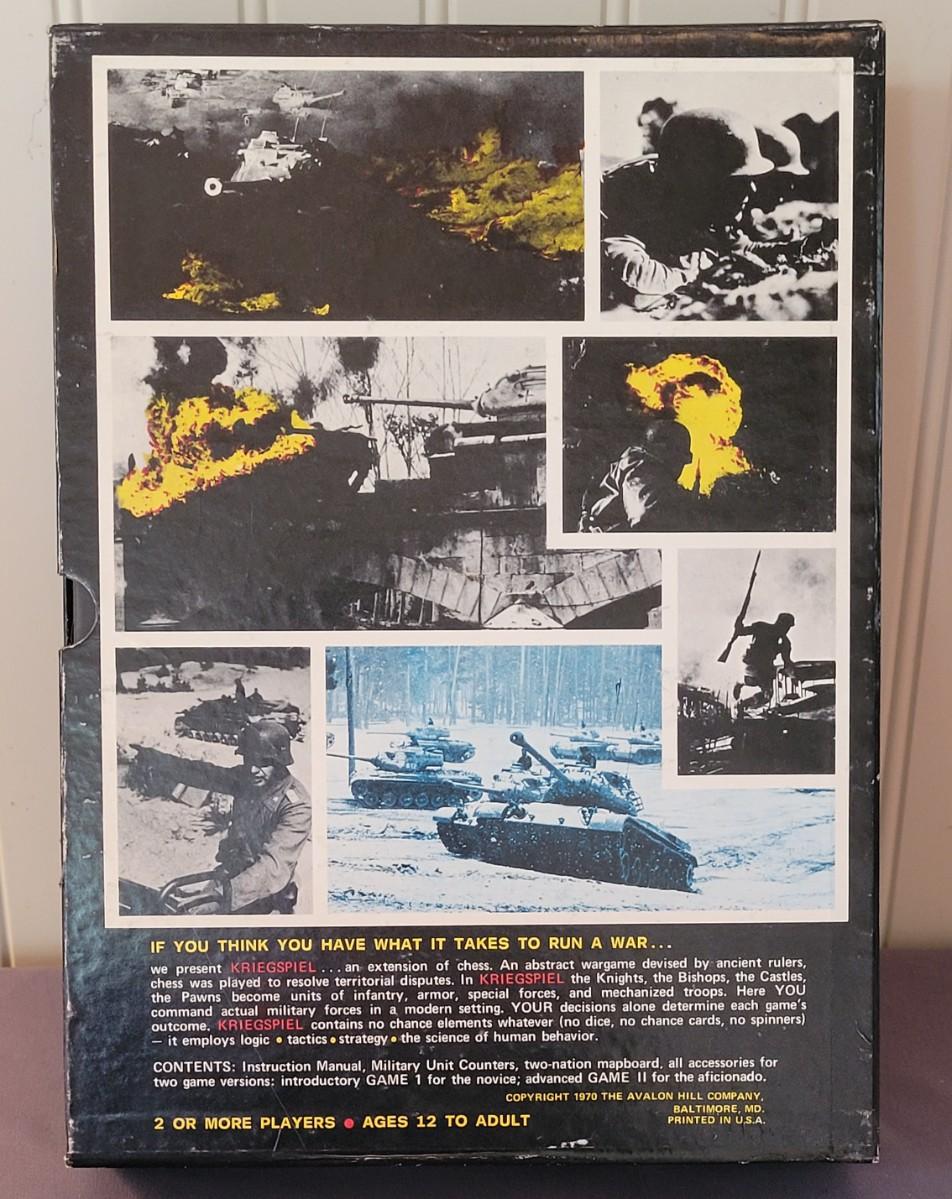 IF YOU THINK YOU HAVE WHAT IT TAKES TO RUN A WAR...
we present KRIEGSPIEL...an extension of chess. An abstract wargame devised by ancient rulers,
chess was played to resolve territorial disputes. In KRIEGSPIEL the Knights, the Bishops, the Castles,
the Pawns become units of infantry, armor, special forces, and mechanized troops. Here YOU
command actual military forces in a modern setting. YOUR decisions alone determine each game's
outcome. KRIEGSPIEL contains no chance elements whatever (no dice, no chance cards, no spinners)
— it employs logic • tactics • strategy • the science of human behavior.
CONTENTS: Instruction Manual, Military Unit Counters, two-nation mapboard, all accessories for
two game versions: introductory GAME 1 for the novice; advanced GAME II for the aficionado.
COPYRIGHT 1970 THE AVALON HILL COMPANY,
BALTIMORE, MD.
PRINTED IN U.S.A.
2 OR MORE PLAYERS • AGES 12 TO ADULT